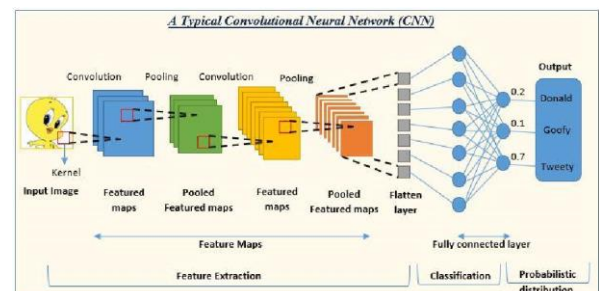 A Typical Convolutional Neural Network (CNN)
Convolution Pooling Convolution Pooling
Output
0.2 Donald
0.1 Goofy
0.7 Tweety
Kernel
Input Image
Featured maps
Pooled Featured maps
Featured maps
Pooled Featured maps
Flatten layer
Feature Maps
Fully connected layer
Feature Extraction
Classification
Probabilistic distribution